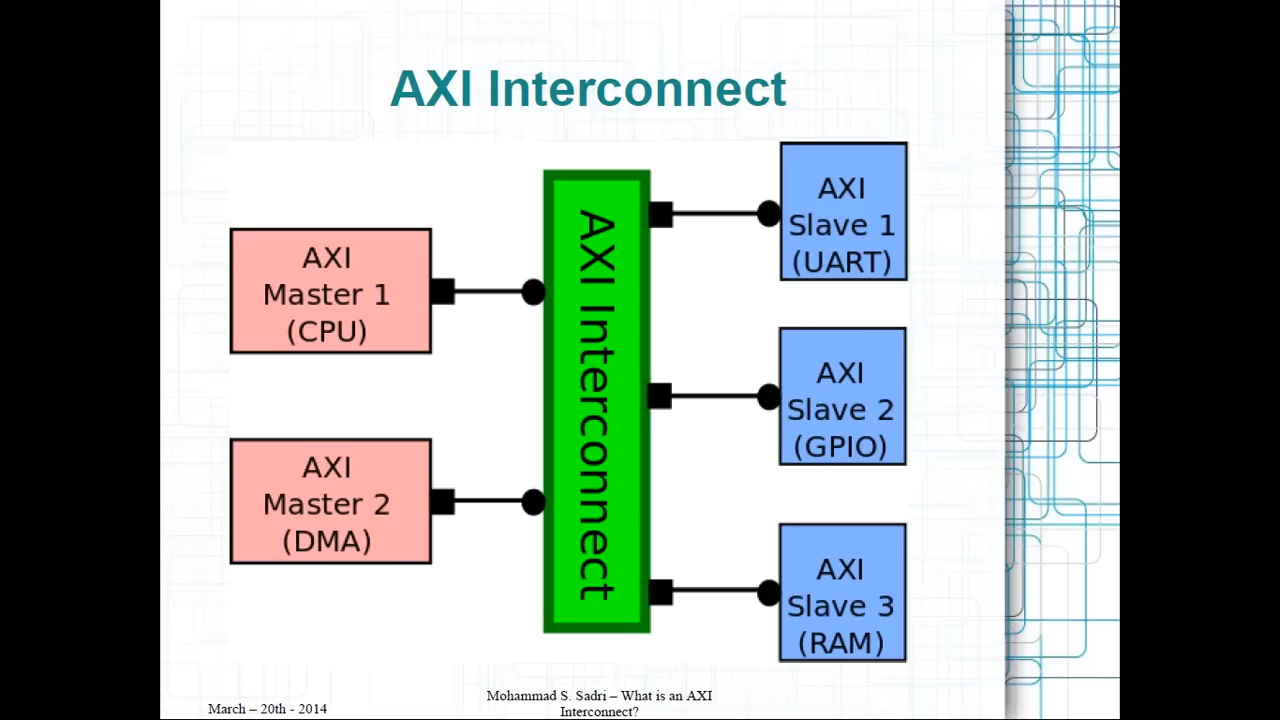 AXI Interconnect
AXI
Master 1
(CPU)
AXI
Master 2
(DMA)
AXI Interconnect
AXI
Slave 1
(UART)
AXI
Slave 2
(GPIO)
AXI
Slave 3
(RAM)
March – 20th - 2014
Mohammad S. Sadri – What is an AXI
Interconnect?